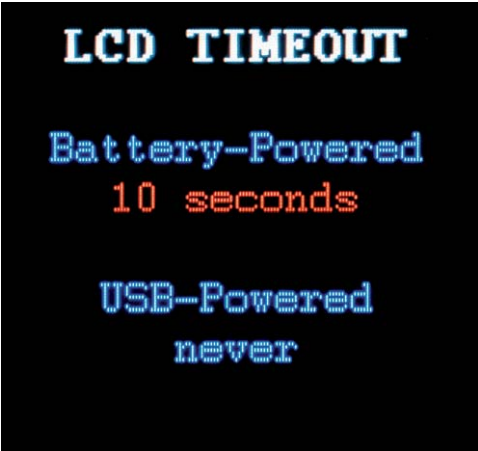 LCD TIMEOUT
Battery-Powered
10 seconds
USB-Powered
never